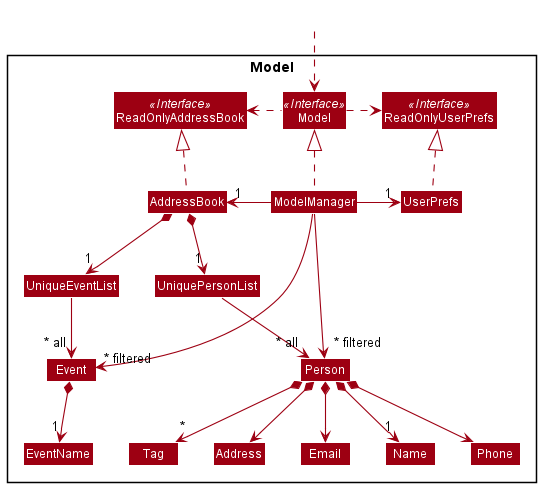 Model
«Interface»
ReadOnlyAddressBook
«Interface»
Model
«Interface»
ReadOnlyUserPrefs
AddressBook
1
ModelManager
1
UserPrefs
1
1
UniqueEventList
UniquePersonList
* all
* filtered
* all
* filtered
Event
Person
1
*
1
EventName
Tag
Address
Email
Name
Phone